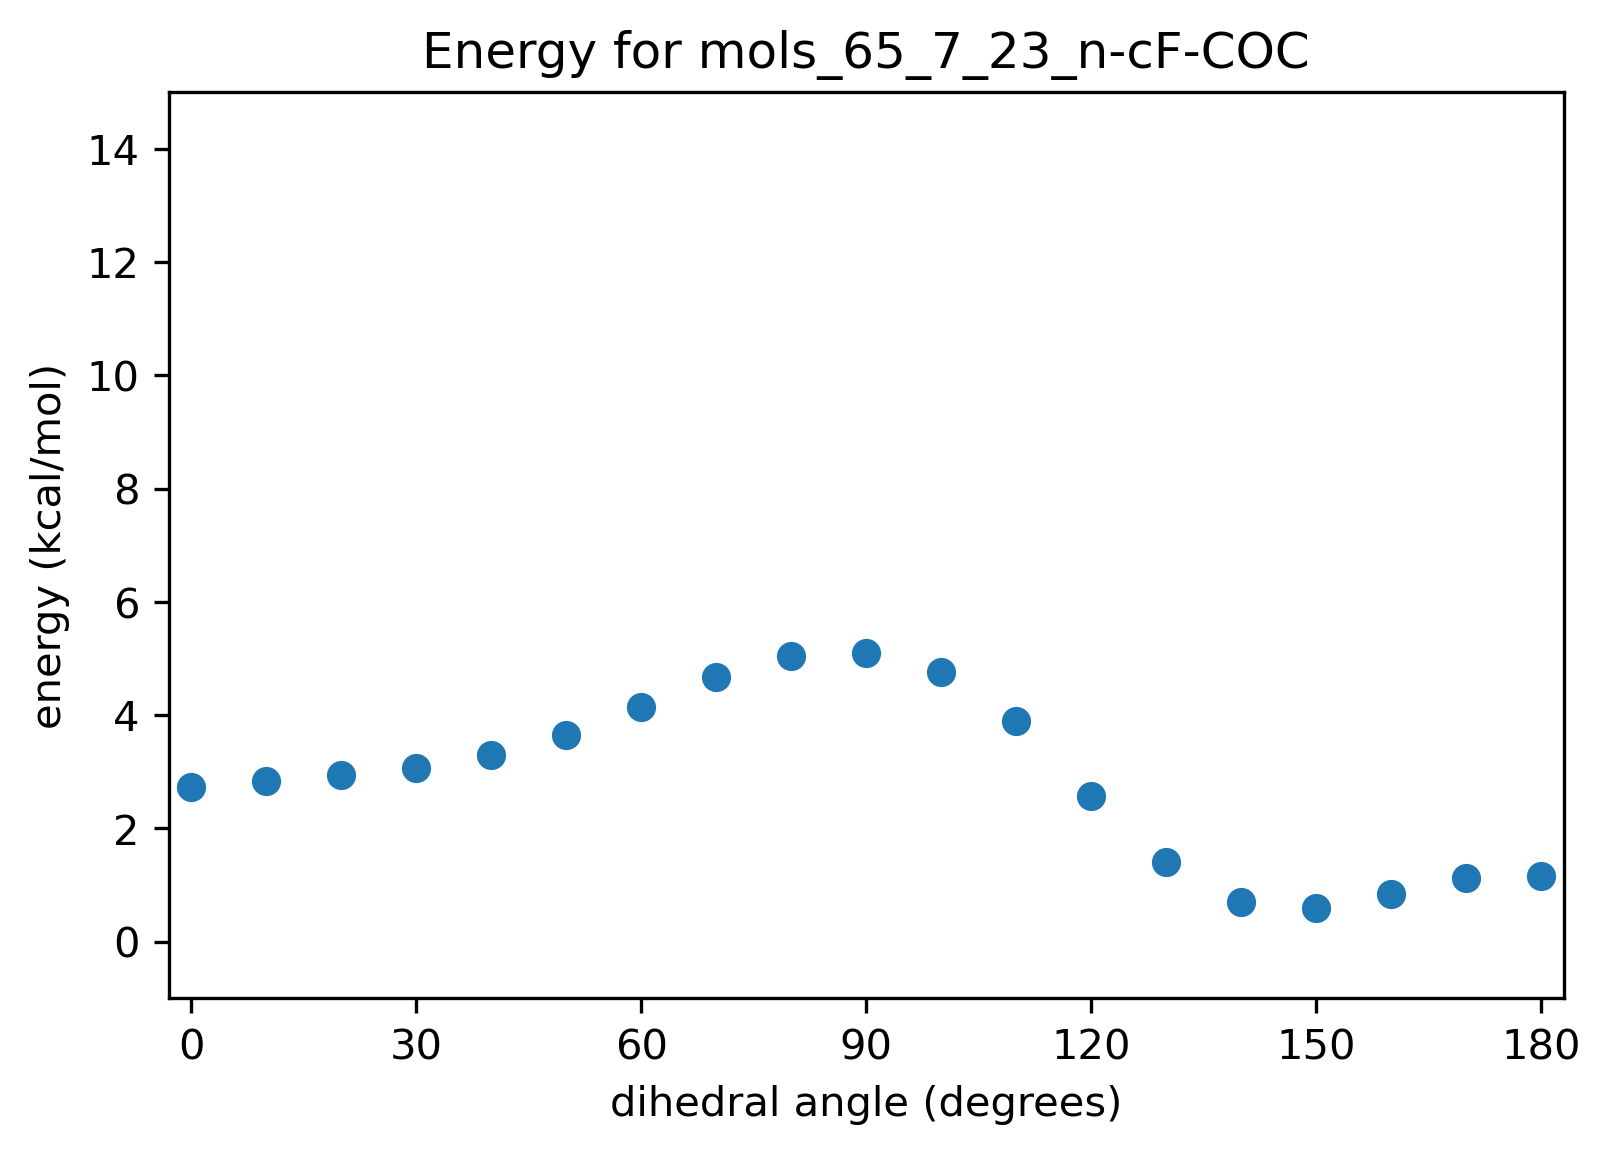 Energy for mols_65_7_23_n-cF-COC
14
12
10
8
6
4
2
0
energy (kcal/mol)
0 30 60 90 120 150 180
dihedral angle (degrees)